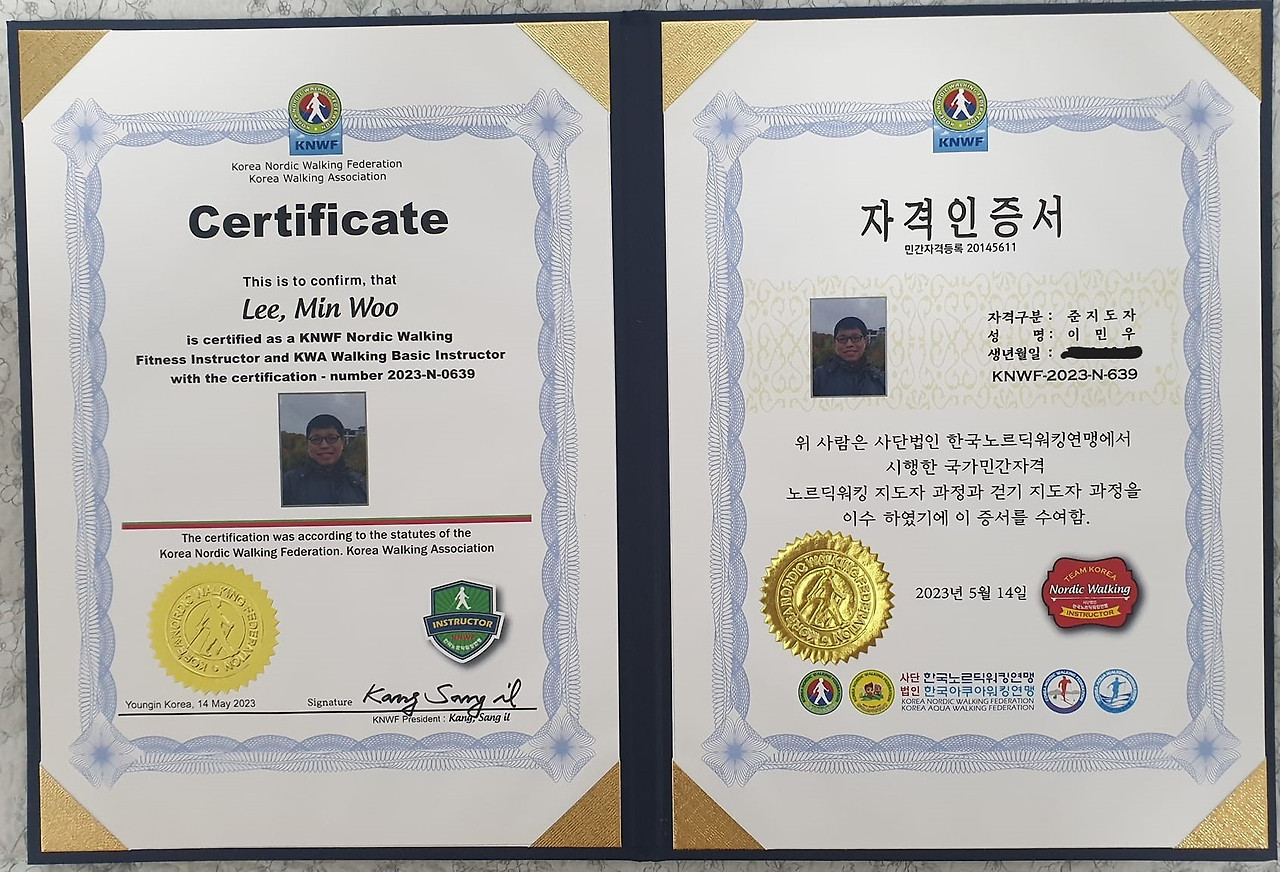 KNWF
Korea Nordic Walking Federation
Korea Walking Association
Certificate
This is to confirm, that
Lee, Min Woo
is certified as a KNWF Nordic Walking
Fitness Instructor and KWA Walking Basic Instructor
with the certification - number 2023-N-0639
The certification was according to the statutes of the
Korea Nordic Walking Federation. Korea Walking Association
KOREA NORDIC WALKING FEDERATION
INSTRUCTOR
KNWF
Youngin Korea, 14 May 2023
Signature
Kang Sang il
KNWF President : Kang, Sang il
KNWF
자격인증서
민간자격등록 20145611
자격구분 : 준지도자
성 명 : 이 민 우
생년월일 :
KNWF-2023-N-639
위 사람은 사단법인 한국노르딕워킹연맹에서
시행한 국가민간자격
노르딕워킹 지도자 과정과 걷기 지도자 과정을
이수 하였기에 이 증서를 수여함.
KOREA NORDIC WALKING FEDERATION
2023년 5월 14일
TEAM KOREA
Nordic Walking
INSTRUCTOR
사단 한국노르딕워킹연맹
법인 한국아쿠아워킹연맹
KOREA NORDIC WALKING FEDERATION
KOREA AQUA WALKING FEDERATION